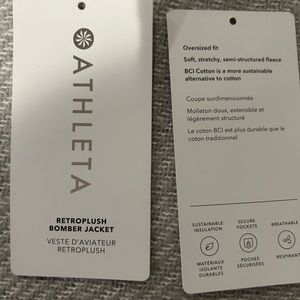 ATHLETA
RETROPLUSH
BOMBER JACKET
VESTE D'AVIATEUR
RETROPLUSH
Oversized fit
Soft, stretchy, semi-structured fleece
BCI Cotton is a more sustainable
alternative to cotton
Coupe surdimensionnée
Molleton doux, extensible et
légèrement structuré
Le coton BCI est plus durable que le
coton traditionnel
SUSTAINABLE
INSULATION
SECURE
POCKETS
BREATHABLE
MATÉRIAUX
ISOLANTS
DURABLES
POCHES
SÉCURISÉES
RESPIRANT